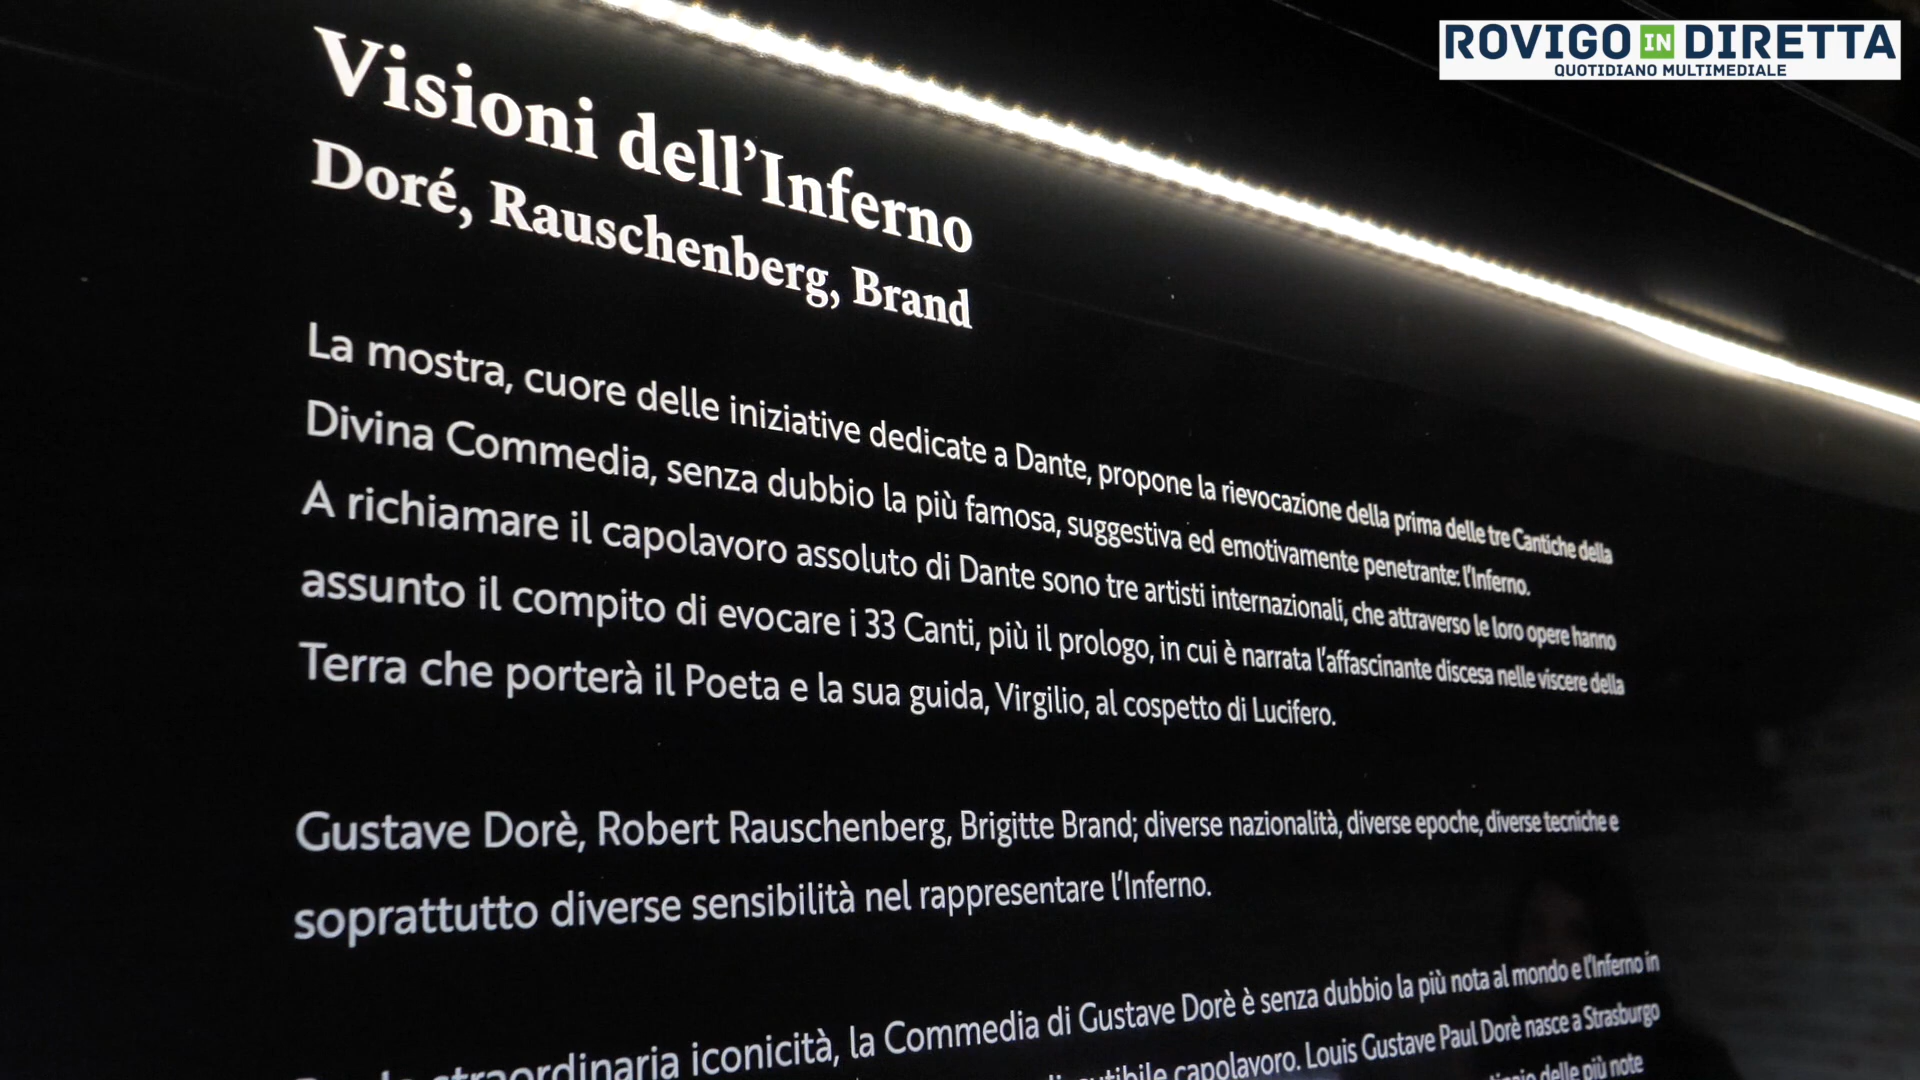 ROVIGO IN DIRETTA
QUOTIDIANO MULTIMEDIALE
Visioni dell'Inferno
Doré, Rauschenberg, Brand
La mostra, cuore delle iniziative dedicate a Dante, propone la rievocazione della prima delle tre Cantiche della
Divina Commedia, senza dubbio la più famosa, suggestiva ed emotivamente penetrante: l'Inferno.
A richiamare il capolavoro assoluto di Dante sono tre artisti internazionali, che attraverso le loro opere hanno
assunto il compito di evocare i 33 Canti, più il prologo, in cui è narrata l'affascinante discesa nelle viscere della
Terra che porterà il Poeta e la sua guida, Virgilio, al cospetto di Lucifero.
Gustave Dorè, Robert Rauschenberg, Brigitte Brand; diverse nazionalità, diverse epoche, diverse tecniche e
soprattutto diverse sensibilità nel rappresentare l'Inferno.
straordinaria iconicità, la Commedia di Gustave Dorè è senza dubbio la più nota al mondo e l'Inferno in
capolavoro. Louis Gustave Paul Dorè nasce a Strasburgo
delle più note